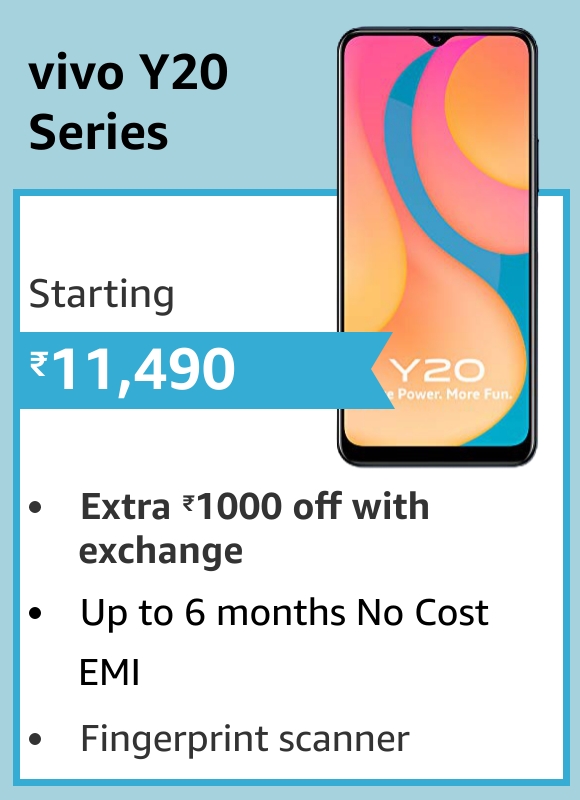 vivo Y20
Series
Starting
₹11,490
Y20
e Power. More Fun.
• Extra ₹1000 off with
exchange
• Up to 6 months No Cost
EMI
• Fingerprint scanner